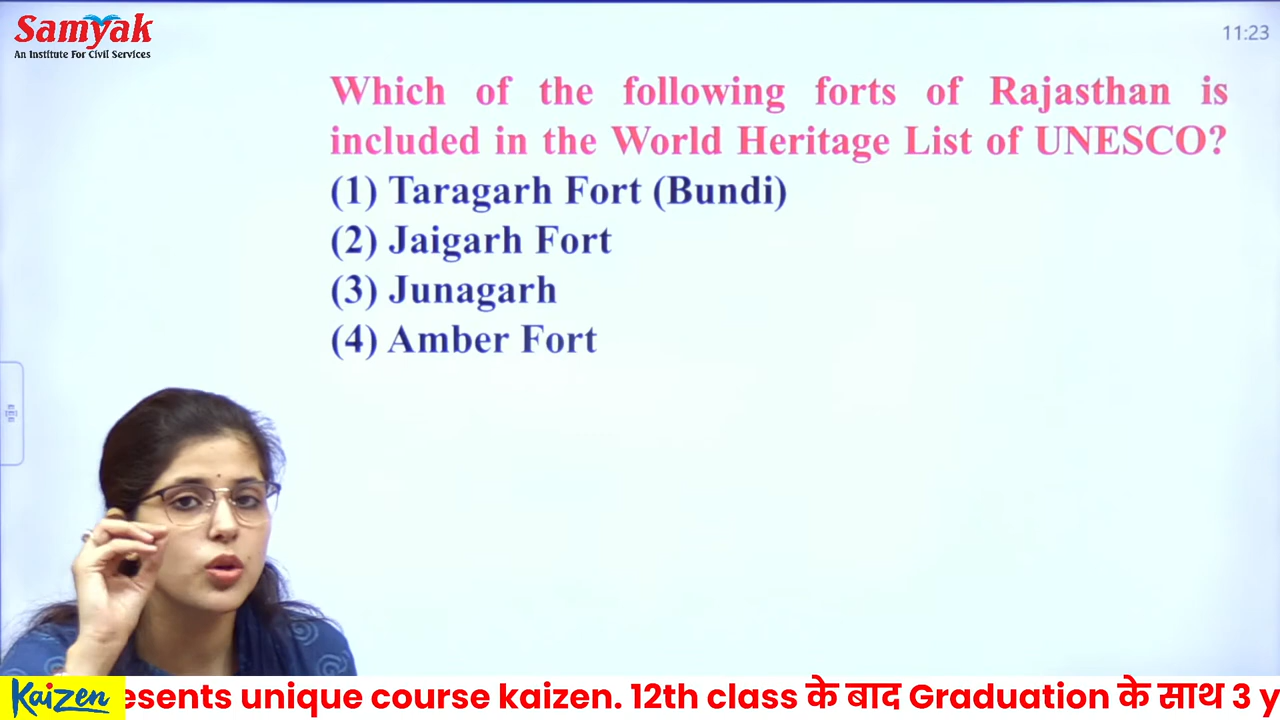 Samyak
An Institute For Civil Services
11:23
Which of the following forts of Rajasthan is
included in the World Heritage List of UNESCO?
(1) Taragarh Fort (Bundi)
(2) Jaigarh Fort
(3) Junagarh
(4) Amber Fort
Kaizen esents unique course kaizen. 12th class के बाद Graduation के साथ 3 y